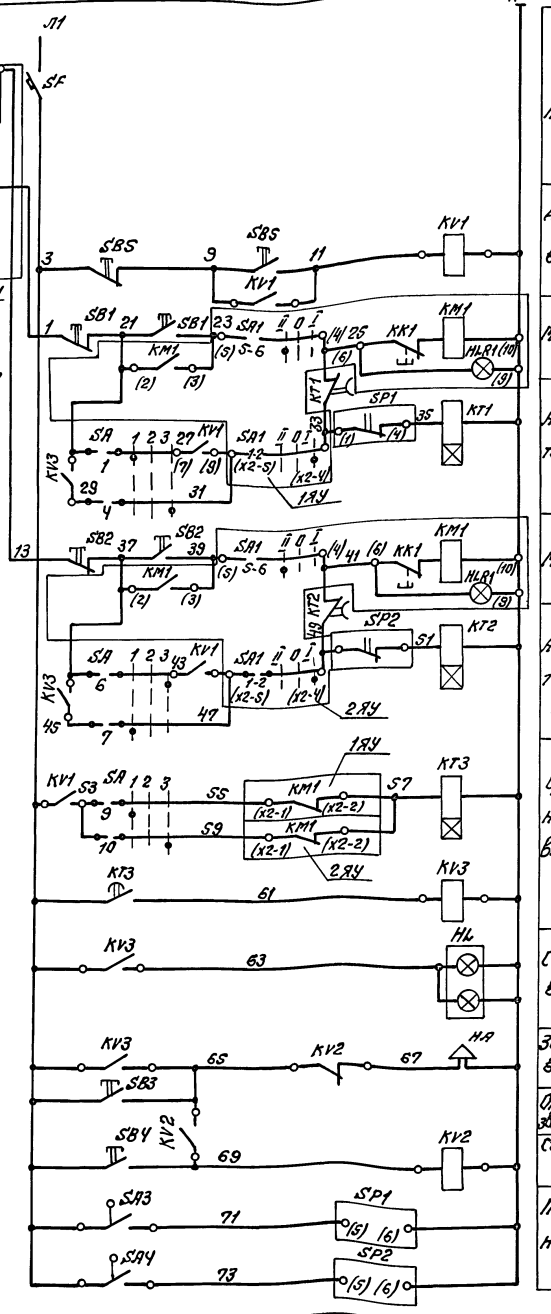 Л1
SF
3 SB5 9 SB5 11 KV1
KV1
1 SB1 21 SB1 23 SA1 II 0 I (4) 25 KK1 KM1
(5) 5-6 (6) HLR1 (10)
KM1 (9)
(2) (3)
KT1 SP1
33 35 KT1
(1) (4)
SA 1 2 3 27 KV1 SA1 II 0 I
1 (7) (8) 1-2
(x2-5) (x2-4)
KV3 29 4 31 1ЯУ
13 SB2 37 SB2 39 SA1 II 0 I (4) 41 (6) KK1 KM1
(5) 5-6 HLR1 (10)
KM1 (9)
(2) (3)
KT2 SP2
49 51 KT2
SA 1 2 3 43 KV1 SA1 II 0 I
6 1-2
(x2-5) (x2-4)
KV3 45 7 47 2ЯУ
1ЯУ
KV1 53 SA 1 2 3 55 KM1 57 KT3
9 (x2-1) (x2-2)
59 KM1
10 (x2-1) (x2-2)
2ЯУ
KT3 61 KV3
KV3 63 HL
KV3 65 KV2 67 HA
SB3
KV2
SB4 69 KV2
SA3 71 SP1
(5) (6)
SA4 73 SP2
(5) (6)